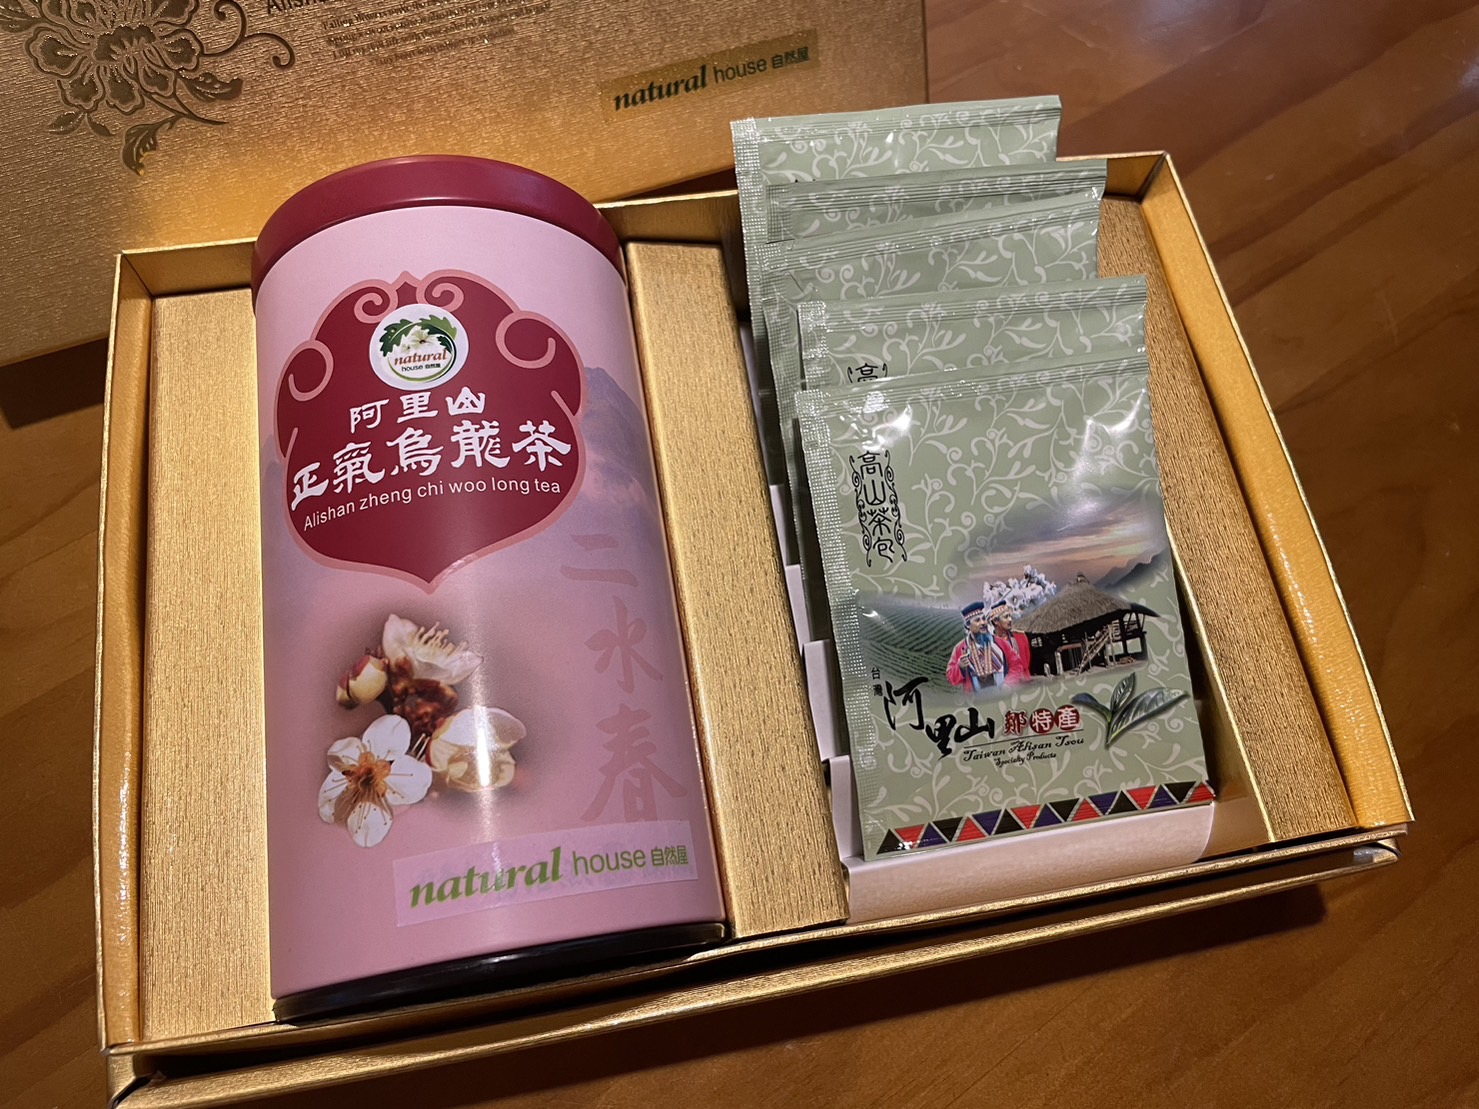 natural house 自然屋
natural
house 自然屋
阿里山
正氣烏龍茶
Alishan zheng chi woo long tea
二水春
natural house 自然屋
高
高山茶包
台灣
阿里山 鄒特產
Taiwan Alisan Tsou
Specialty Products